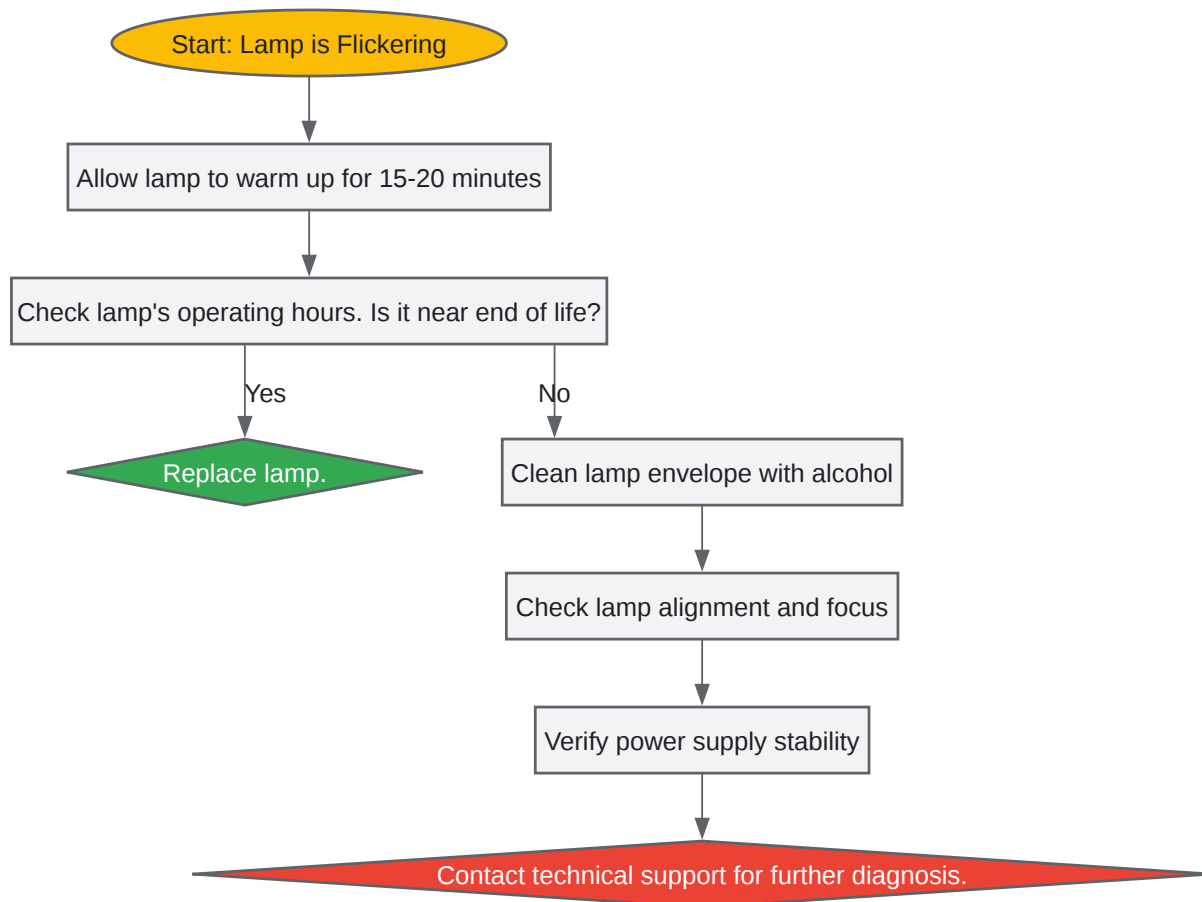 Start: Lamp is Flickering
Allow lamp to warm up for 15-20 minutes
Check lamp's operating hours. Is it near end of life?
Yes
No
Replace lamp.
Clean lamp envelope with alcohol
Check lamp alignment and focus
Verify power supply stability
Contact technical support for further diagnosis.